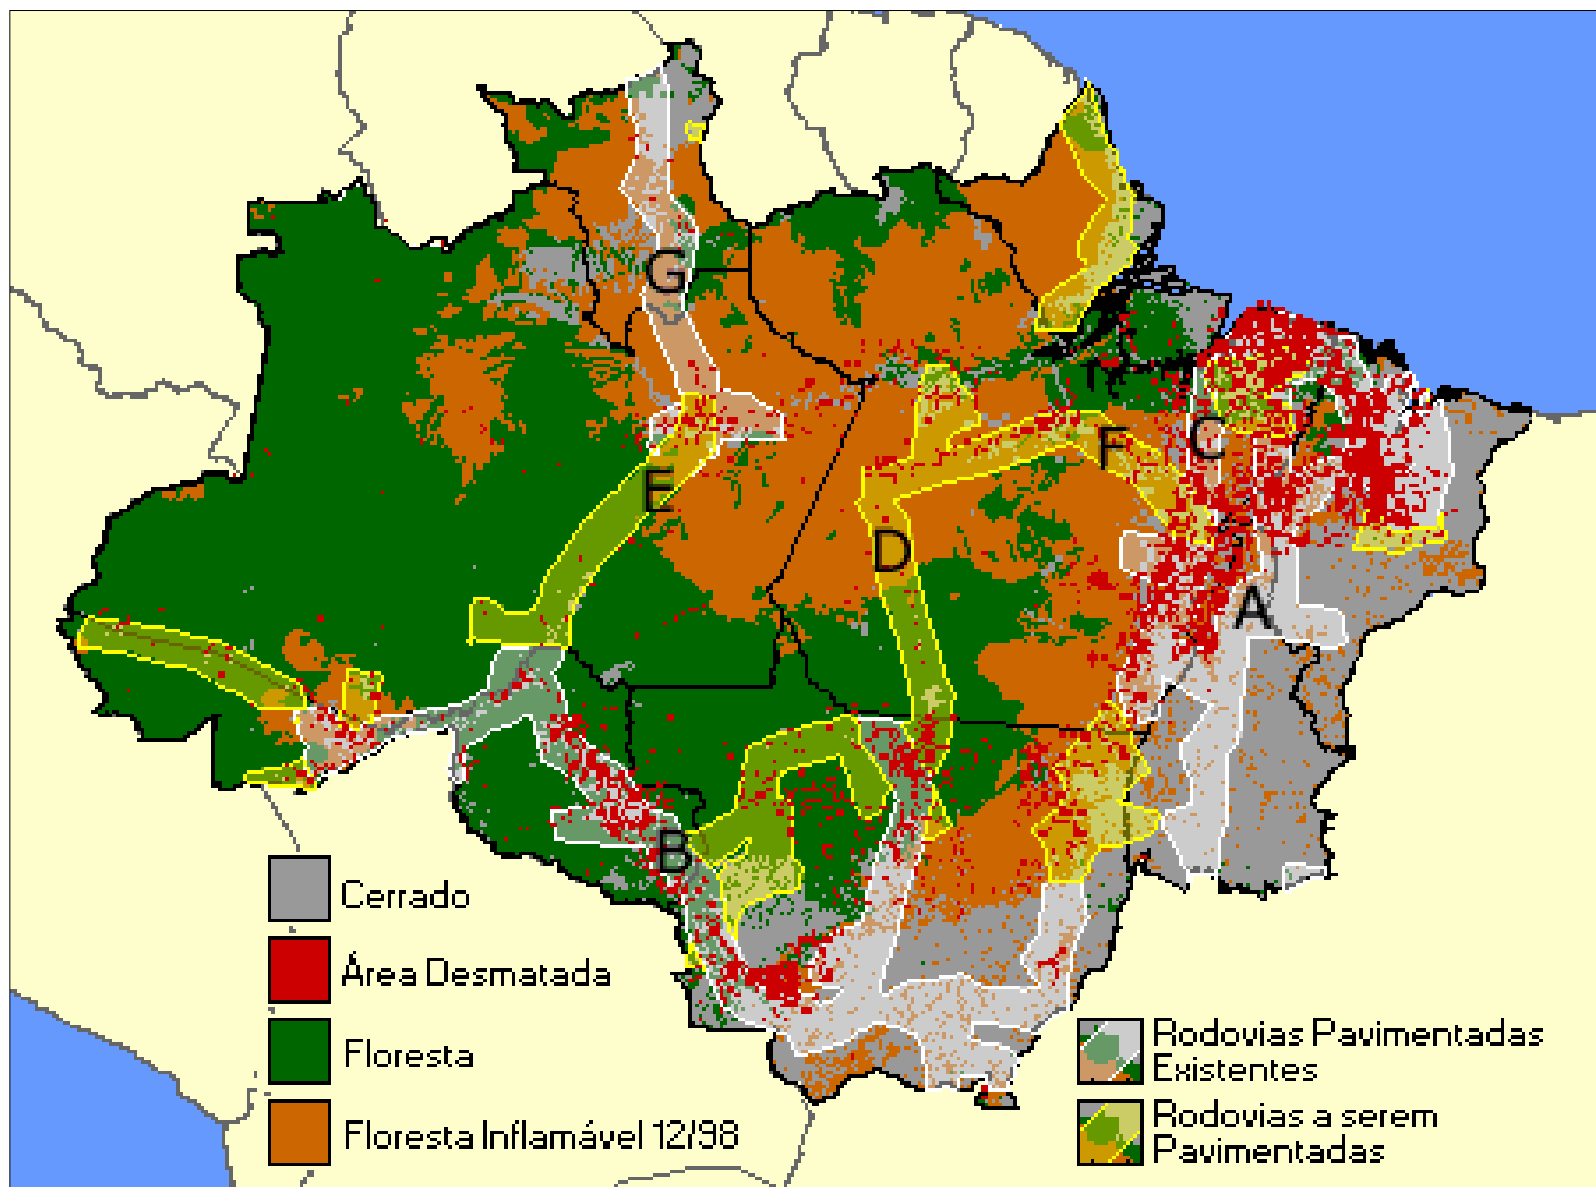 G
C
F
E
D
A
B
Cerrado
Área Desmatada
Floresta
Floresta Inflamável 12/98
Rodovias Pavimentadas
Existentes
Rodovias a serem
Pavimentadas